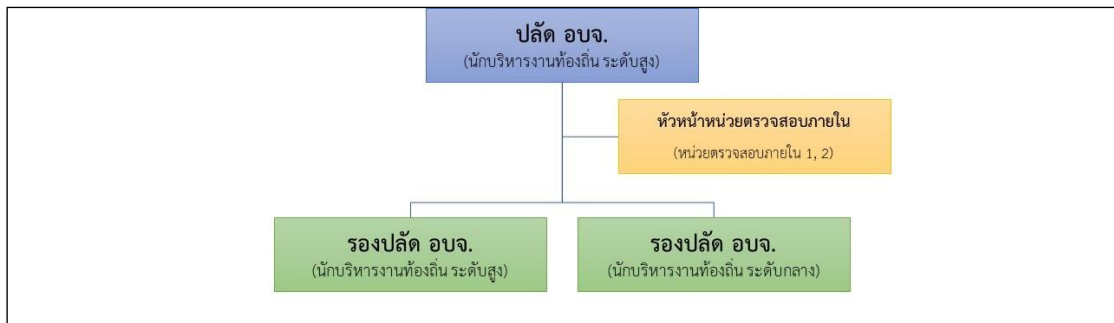 ปลัด อบจ.
(นักบริหารงานท้องถิ่น ระดับสูง)
หัวหน้าหน่วยตรวจสอบภายใน
(หน่วยตรวจสอบภายใน 1, 2)
รองปลัด อบจ.
(นักบริหารงานท้องถิ่น ระดับสูง)
รองปลัด อบจ.
(นักบริหารงานท้องถิ่น ระดับกลาง)